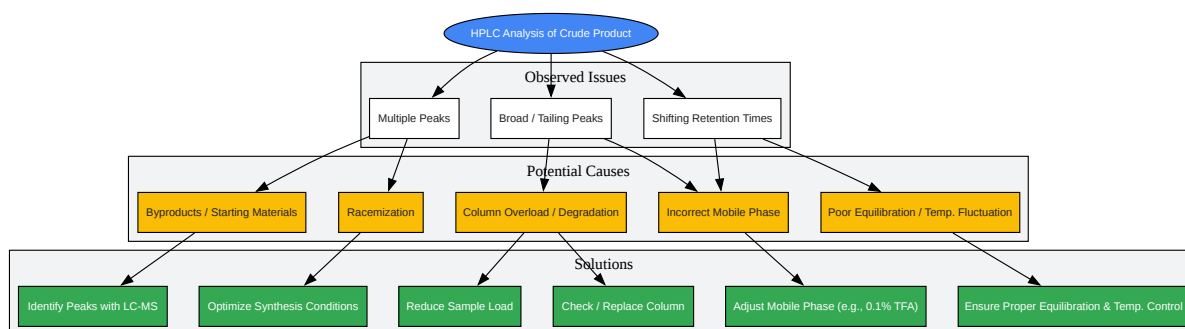 HPLC Analysis of Crude Product
Observed Issues
Multiple Peaks
Broad / Tailing Peaks
Shifting Retention Times
Potential Causes
Byproducts / Starting Materials
Racemization
Column Overload / Degradation
Incorrect Mobile Phase
Poor Equilibration / Temp. Fluctuation
Solutions
Identify Peaks with LC-MS
Optimize Synthesis Conditions
Reduce Sample Load
Check / Replace Column
Adjust Mobile Phase (e.g., 0.1% TFA)
Ensure Proper Equilibration & Temp. Control